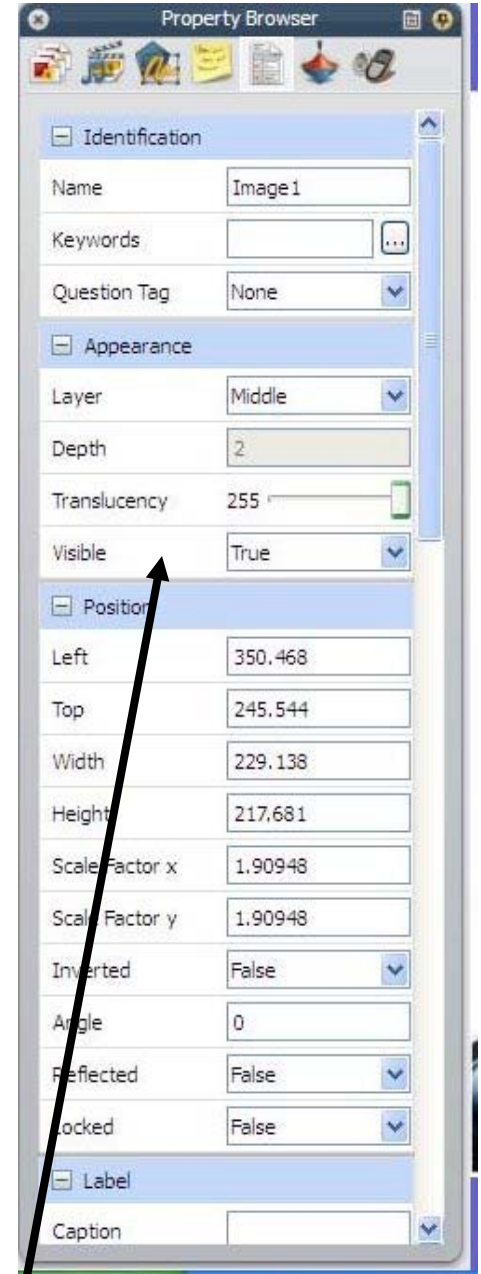 Property Browser
Identification
Name Image1
Keywords ...
Question Tag None
Appearance
Layer Middle
Depth 2
Translucency 255
Visible True
Position
Left 350.468
Top 245.544
Width 229.138
Height 217.681
Scale Factor x 1.90948
Scale Factor y 1.90948
Inverted False
Angle 0
Reflected False
Locked False
Label
Caption